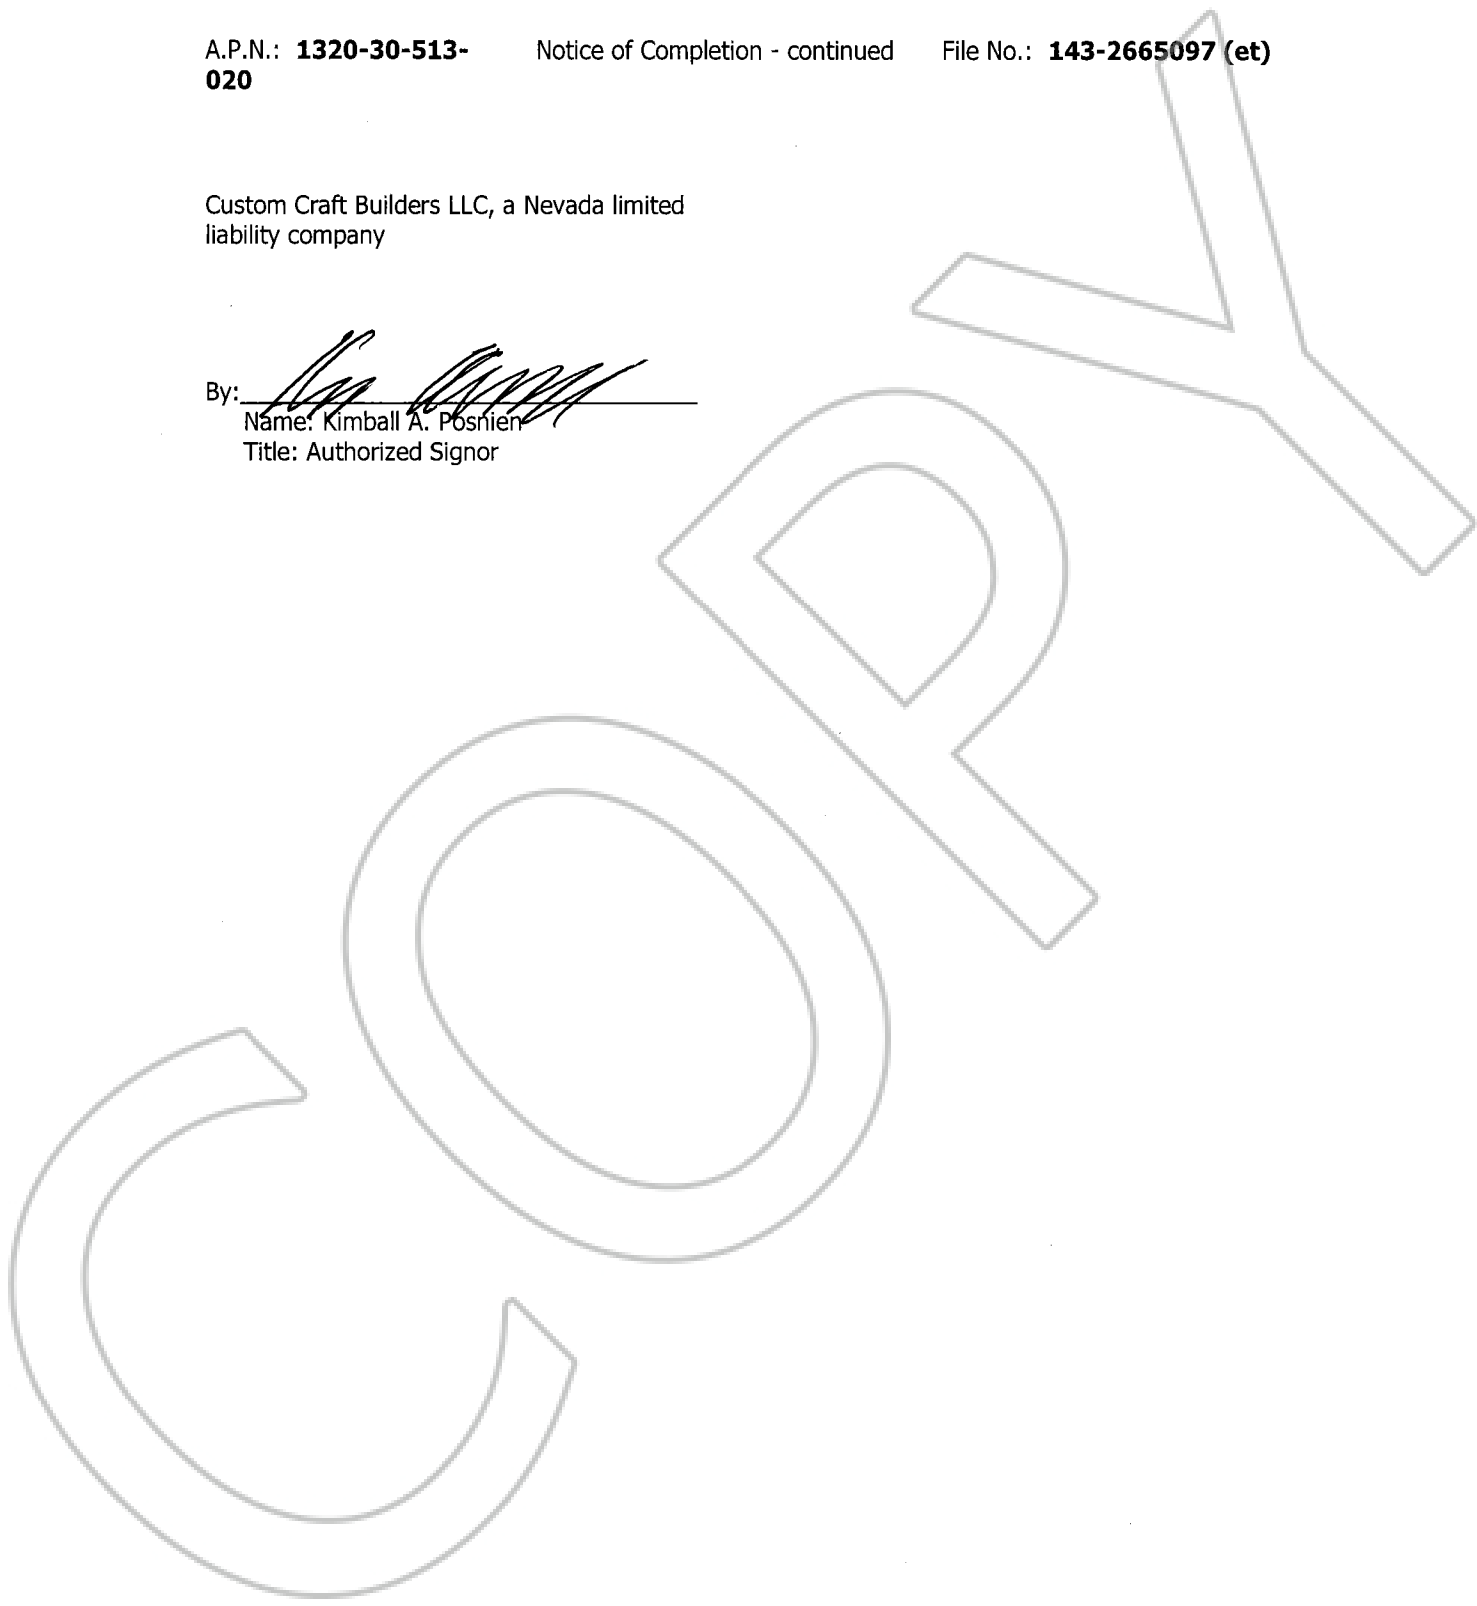 A.P.N.: 1320-30-513-020 Notice of Completion - continued File No.: 143-2665097 (et)
Custom Craft Builders LLC, a Nevada limited
liability company
By:
Name: Kimball A. Posnien
Title: Authorized Signor
COPY